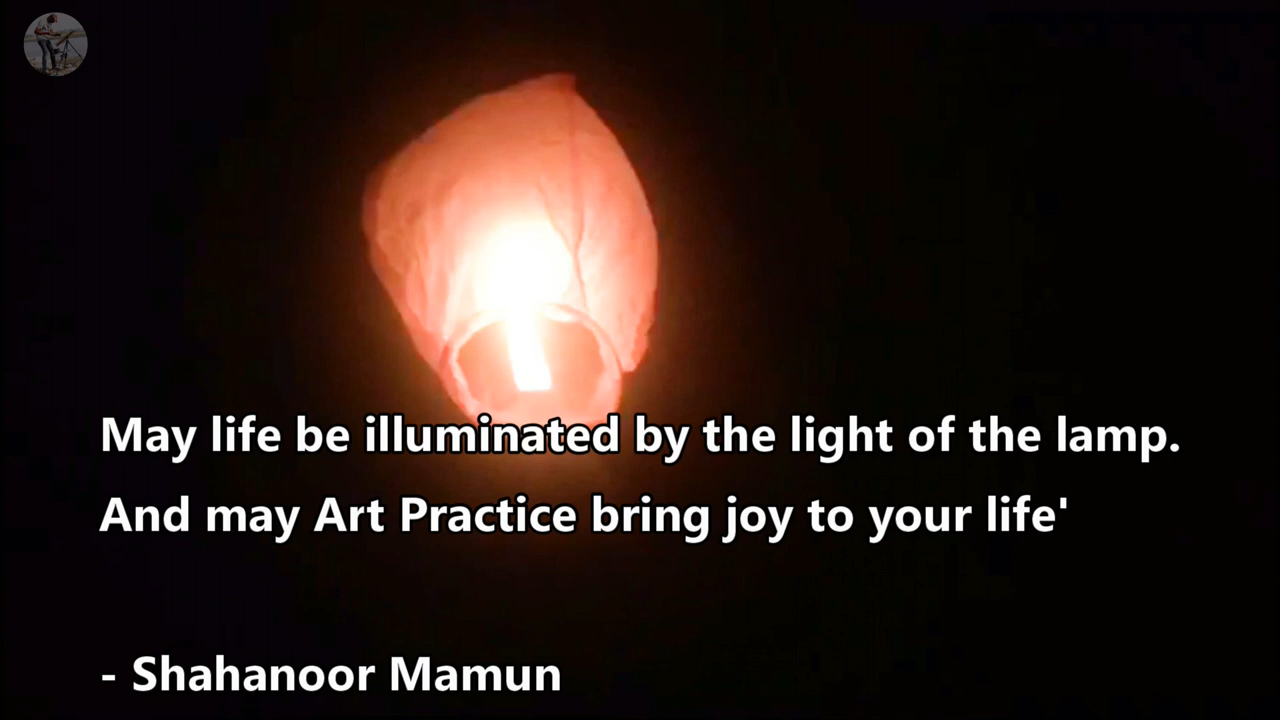 May life be illuminated by the light of the lamp.
And may Art Practice bring joy to your life'
- Shahanoor Mamun